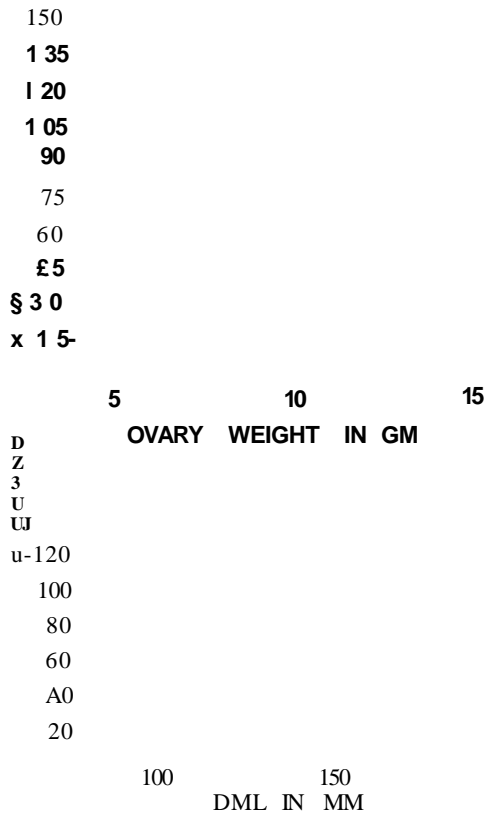 150
1 35
I 20
1 05
90
75
60
£5
§ 3 0
x 1 5-
5 10 15
OVARY WEIGHT IN GM
D
Z
3
U
UJ
u-120
100
80
60
A0
20
100 150
DML IN MM